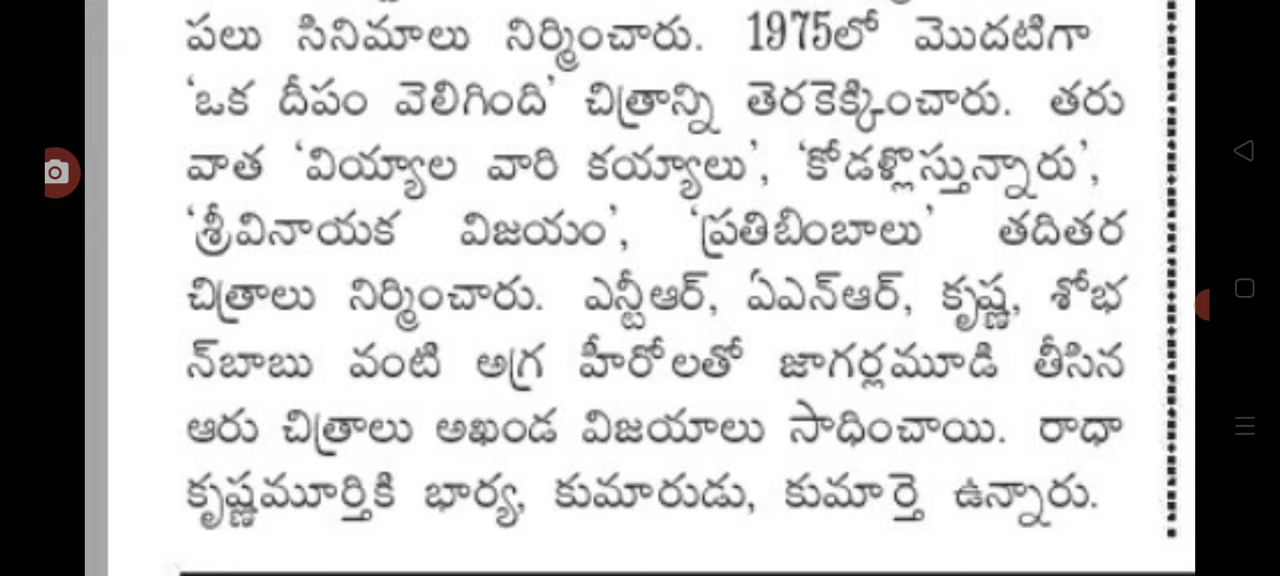 పలు సినిమాలు నిర్మించారు. 1975లో మొదటిగా
‘ఒక దీపం వెలిగింది’ చిత్రాన్ని తెరకెక్కించారు. తరు
వాత ‘వియ్యాల వారి కయ్యాలు’, ‘కోడళ్లొస్తున్నారు’,
‘శ్రీవినాయక విజయం’, ‘ప్రతిబింబాలు’ తదితర
చిత్రాలు నిర్మించారు. ఎన్టీఆర్, ఏఎన్ఆర్, కృష్ణ, శోభ
న్‌బాబు వంటి అగ్ర హీరోలతో జాగర్లమూడి తీసిన
ఆరు చిత్రాలు అఖండ విజయాలు సాధించాయి. రాధా
కృష్ణమూర్తికి భార్య, కుమారుడు, కుమార్తె ఉన్నారు.